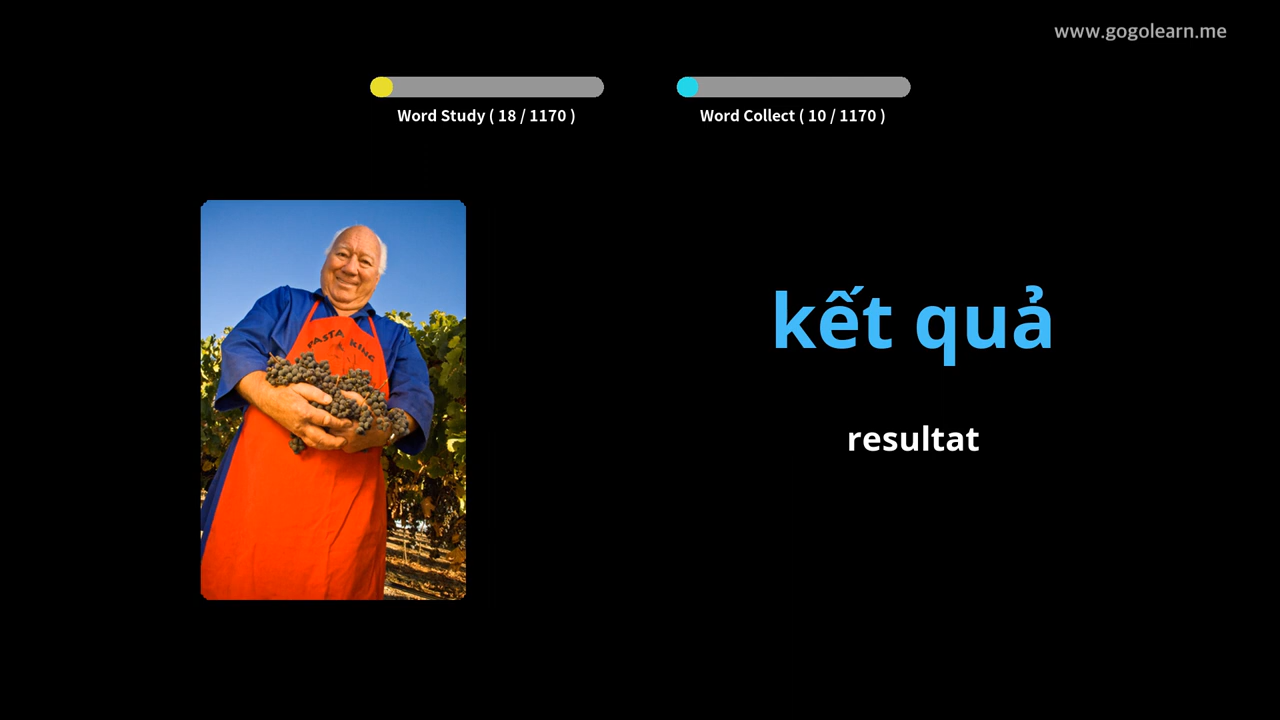 www.gogolearn.me
Word Study ( 18 / 1170 )
Word Collect ( 10 / 1170 )
PASTA KING
kết quả
resultat